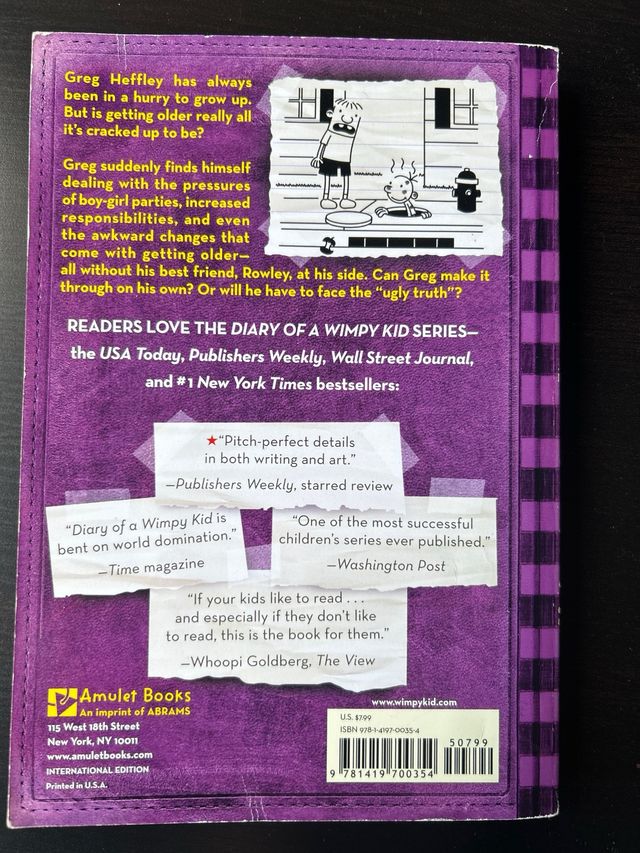 Greg Heffley has always
been in a hurry to grow up.
But is getting older really all
it's cracked up to be?
Greg suddenly finds himself
dealing with the pressures
of boy-girl parties, increased
responsibilities, and even
the awkward changes that
come with getting older—
all without his best friend, Rowley, at his side. Can Greg make it
through on his own? Or will he have to face the "ugly truth"?
READERS LOVE THE DIARY OF A WIMPY KID SERIES—
the USA Today, Publishers Weekly, Wall Street Journal,
and #1 New York Times bestsellers:
★"Pitch-perfect details
in both writing and art."
—Publishers Weekly, starred review
"Diary of a Wimpy Kid is
bent on world domination."
—Time magazine
"One of the most successful
children's series ever published."
—Washington Post
"If your kids like to read . . .
and especially if they don't like
to read, this is the book for them."
—Whoopi Goldberg, The View
Amulet Books
An imprint of ABRAMS
115 West 18th Street
New York, NY 10011
www.amuletbooks.com
INTERNATIONAL EDITION
Printed in U.S.A.
www.wimpykid.com
U.S. $7.99
ISBN 978-1-4197-0035-4
50799
9 781419 700354